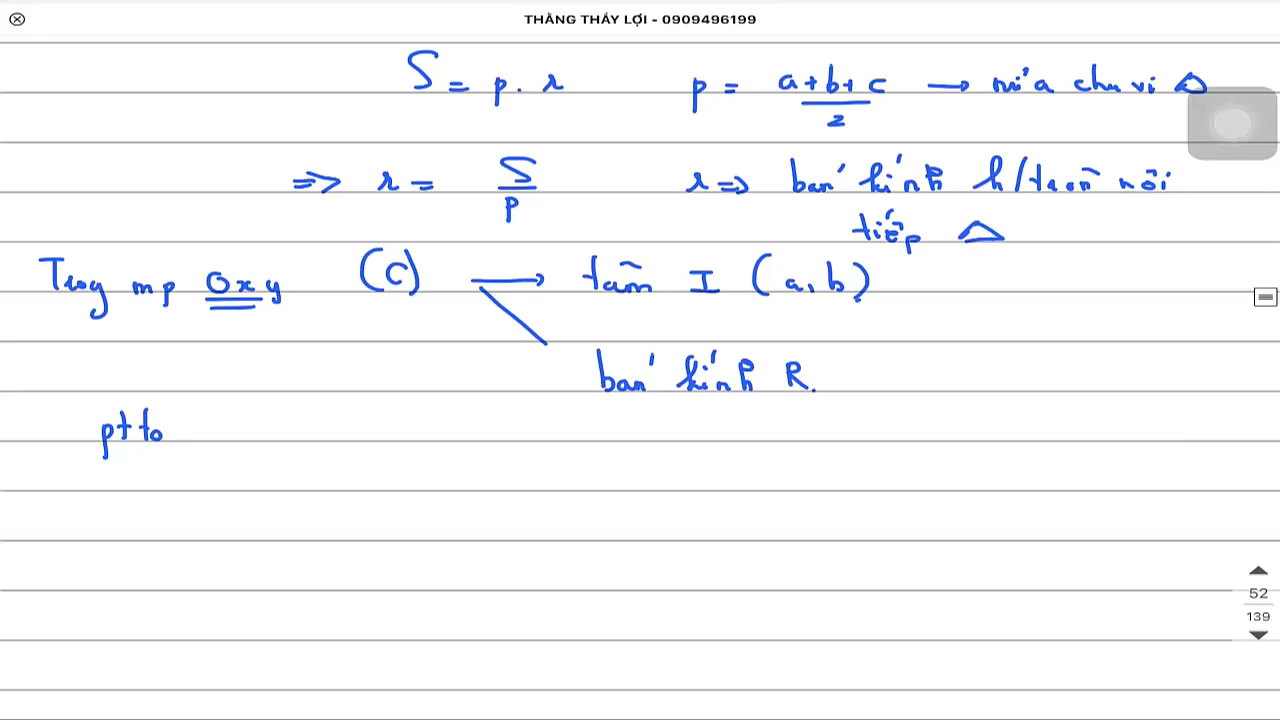 THẦNG THẦY LỢI - 0909496199
S = p . r p = a+b+c/2 → nửa chu vi △
=> r = S/p r => bán kính h/tròn nội
tiếp △
Trong mp Oxy (C) → tâm I (a, b)
bán kính R.
pt to
52
139